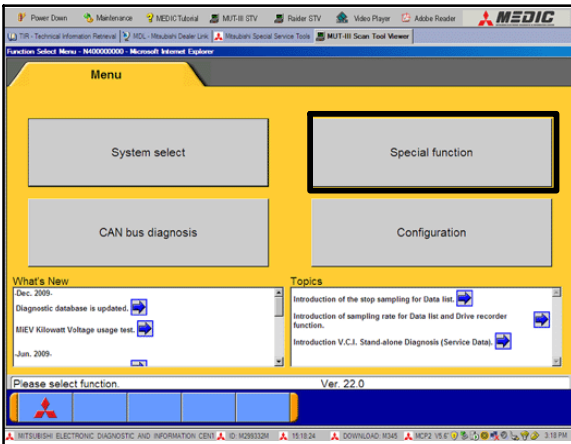 Power Down Maintenance MEDIC Tutorial MUT-III STV Raider STV Video Player Adobe Reader MEDIC
TIR - Technical Information Retrieval MDL - Mitsubishi Dealer Link Mitsubishi Special Service Tools MUT-III Scan Tool Viewer
Function Select Menu - N400000000 - Microsoft Internet Explorer
Menu
System select Special function
CAN bus diagnosis Configuration
What's New Topics
-Dec. 2009-
Diagnostic database is updated.
MiEV Kilowatt Voltage usage test.
-Jun. 2009-
Introduction of the stop sampling for Data list.
Introduction of sampling rate for Data list and Drive recorder
function.
Introduction V.C.I. Stand-alone Diagnosis (Service Data).
Please select function. Ver. 22.0
MITSUBISHI ELECTRONIC DIAGNOSTIC AND INFORMATION CENT ID: M299332M 15:18:24 DOWNLOAD: M345 MCP2 V5.6 3:18 PM